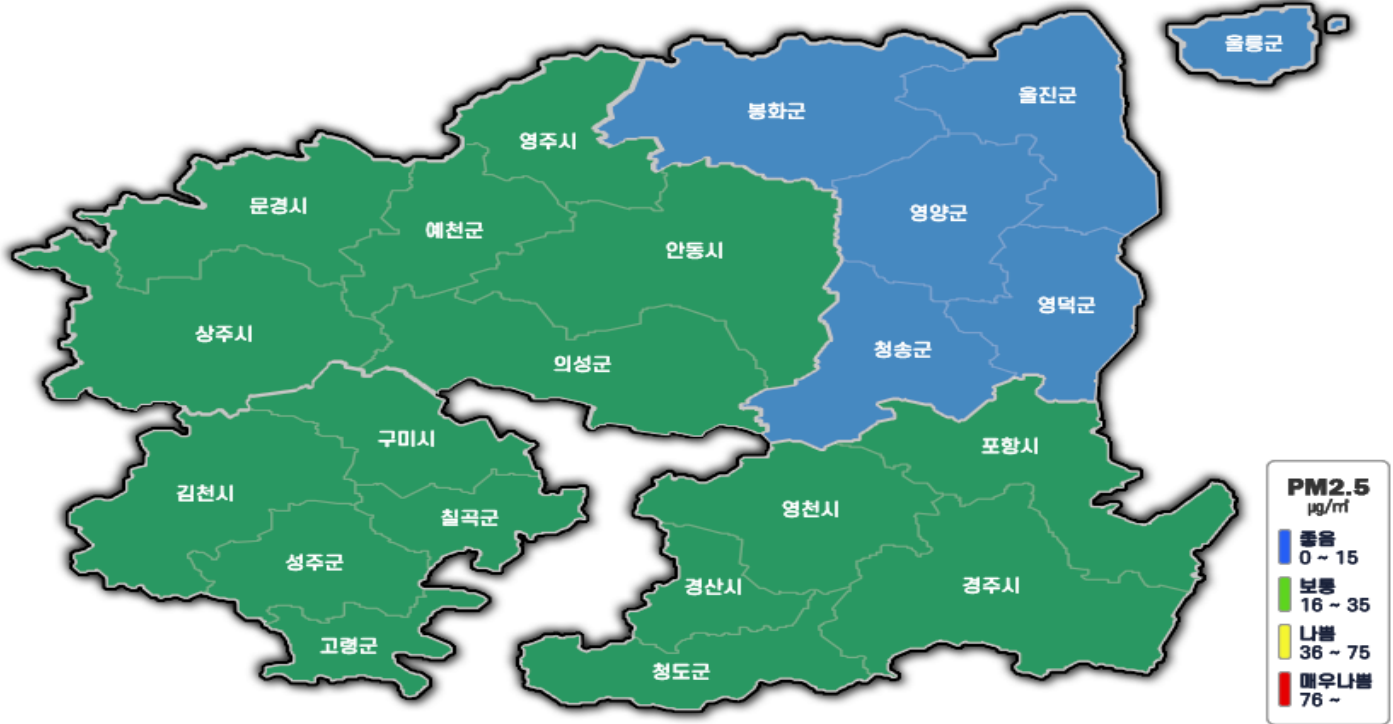 울릉군
울진군
봉화군
영주시
문경시
영양군
예천군
안동시
영덕군
상주시
청송군
의성군
구미시
포항시
김천시
영천시
칠곡군
성주군
경산시
경주시
고령군
청도군
PM2.5
μg/㎥
좋음
0 ~ 15
보통
16 ~ 35
나쁨
36 ~ 75
매우나쁨
76 ~